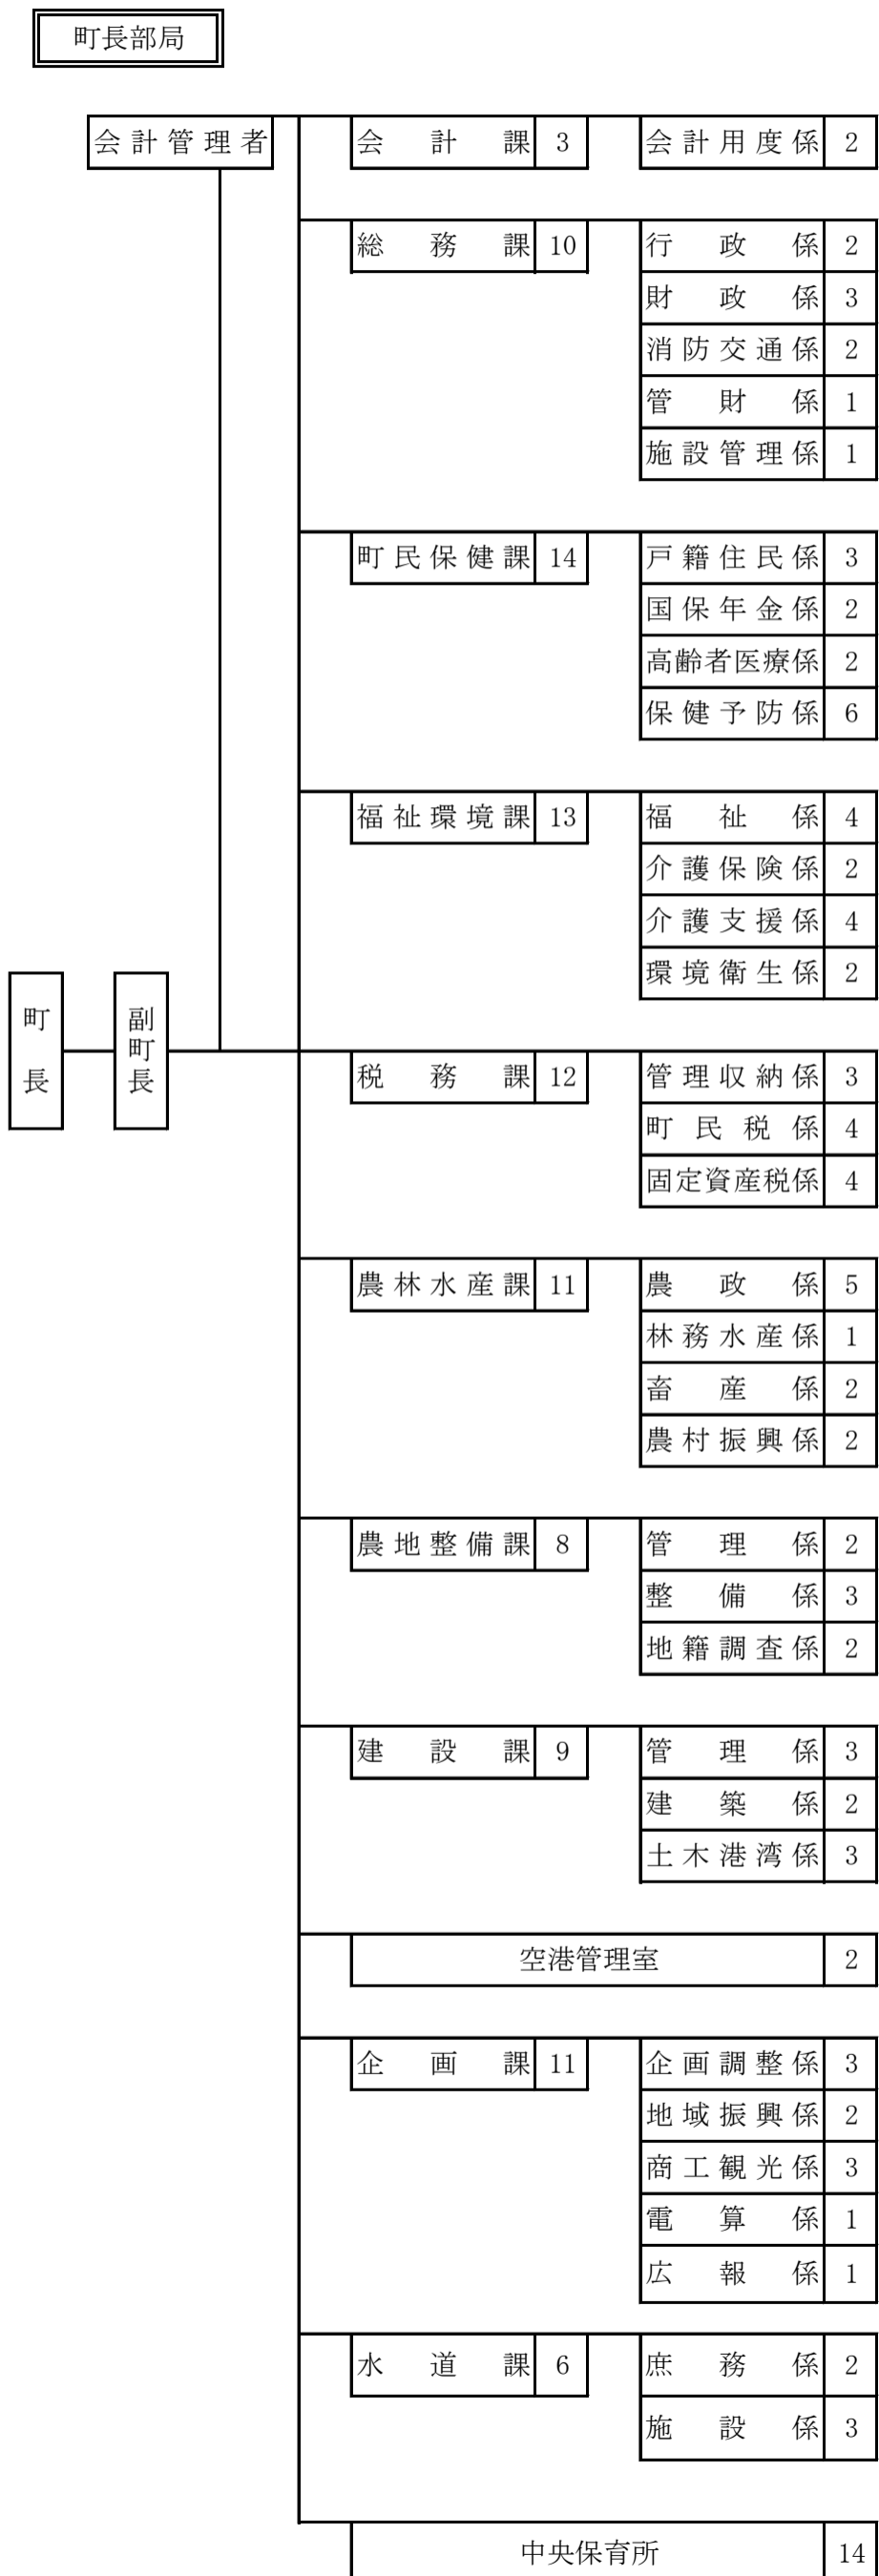 町長部局
会計管理者 会計課 3 会計用度係 2
総務課 10 行政係 2
財政係 3
消防交通係 2
管財係 1
施設管理係 1
町民保健課 14 戸籍住民係 3
国保年金係 2
高齢者医療係 2
保健予防係 6
福祉環境課 13 福祉係 4
介護保険係 2
介護支援係 4
環境衛生係 2
町長 副町長
税務課 12 管理収納係 3
町民税係 4
固定資産税係 4
農林水産課 11 農政係 5
林務水産係 1
畜産係 2
農村振興係 2
農地整備課 8 管理係 2
整備係 3
地籍調査係 2
建設課 9 管理係 3
建築係 2
土木港湾係 3
空港管理室 2
企画課 11 企画調整係 3
地域振興係 2
商工観光係 3
電算係 1
広報係 1
水道課 6 庶務係 2
施設係 3
中央保育所 14